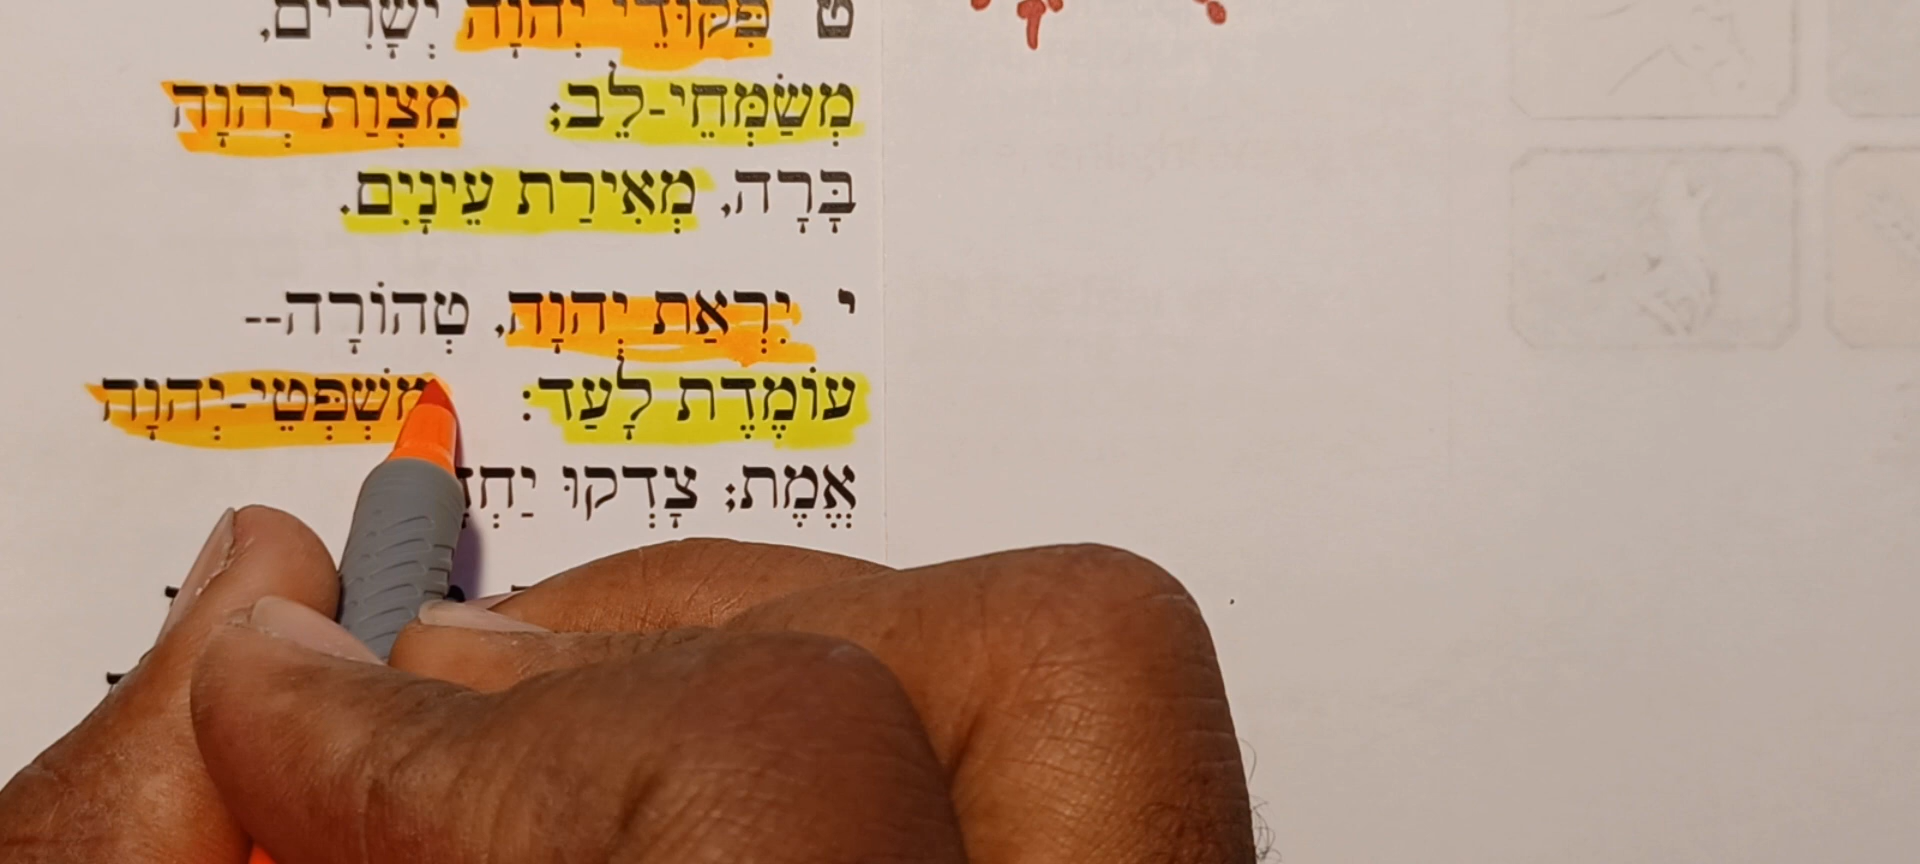 ט פִּקּוּדֵי יְהוָה יְשָׁרִים,
מְשַׂמְּחֵי-לֵב; מִצְוַת יְהוָה
בָּרָה, מְאִירַת עֵינָיִם.
י יִרְאַת יְהוָה, טְהוֹרָה--
עוֹמֶדֶת לָעַד: מִשְׁפְּטֵי-יְהוָה
אֱמֶת; צָדְקוּ